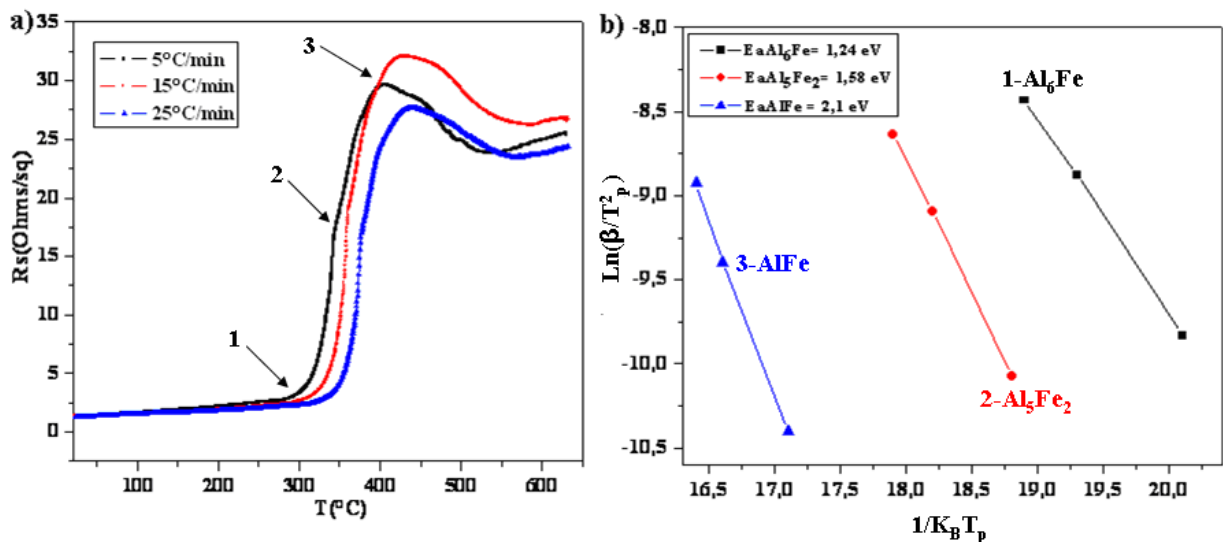 a)
35
30
25
20
15
10
5
0
Rs(Ohms/sq)
5°C/min
15°C/min
25°C/min
1
2
3
100 200 300 400 500 600
T(°C)
b)
-8,0
-8,5
-9,0
-9,5
-10,0
-10,5
Ln(β/T²p)
EaAl6Fe= 1,24 eV
EaAl5Fe2= 1,58 eV
EaAlFe = 2,1 eV
1-Al6Fe
3-AlFe
2-Al5Fe2
16,5 17,0 18,0 18,5 19,0 19,5 20,0
1/KBTp